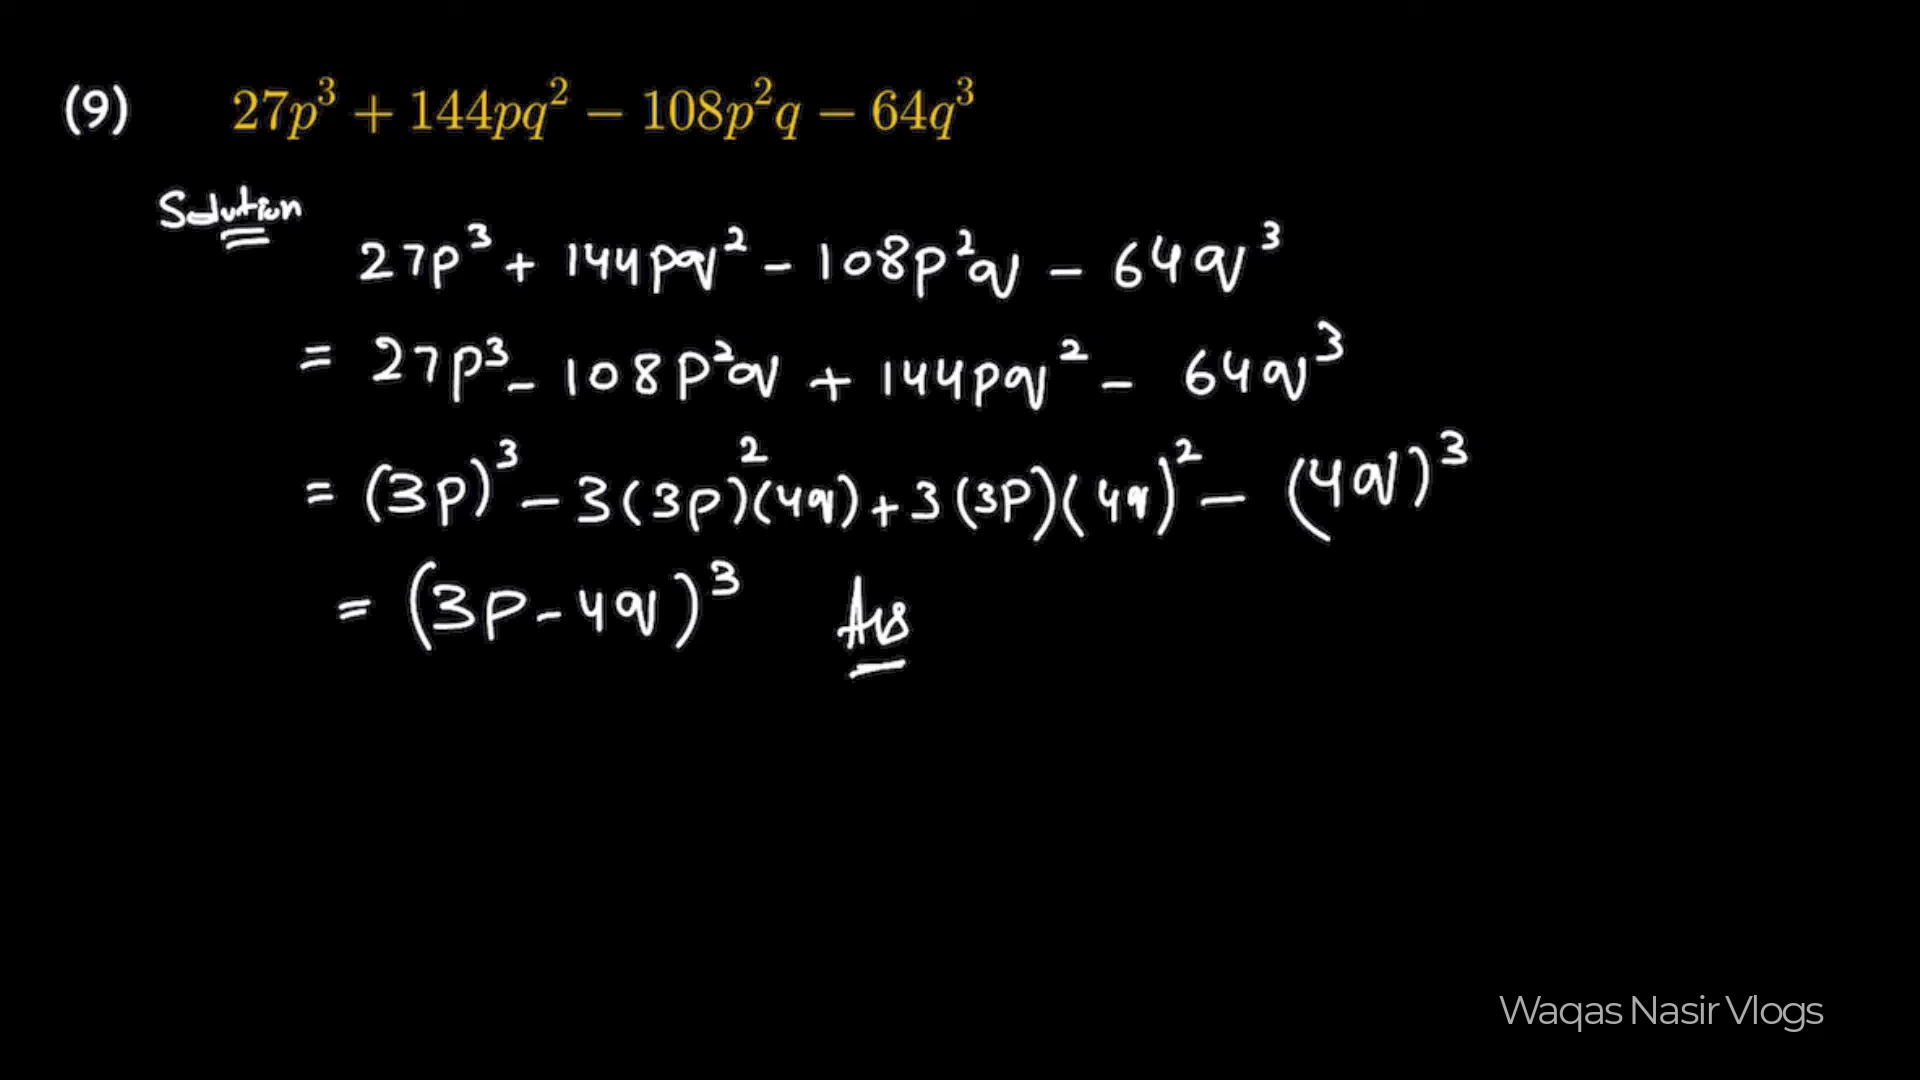 (9) 27p³ + 144pq² − 108p²q − 64q³
Solution
27p³ + 144pq² − 108p²q − 64q³
= 27p³ − 108p²q + 144pq² − 64q³
= (3p)³ − 3(3p)²(4q) + 3(3p)(4q)² − (4q)³
= (3p − 4q)³ Ans
Waqas Nasir Vlogs